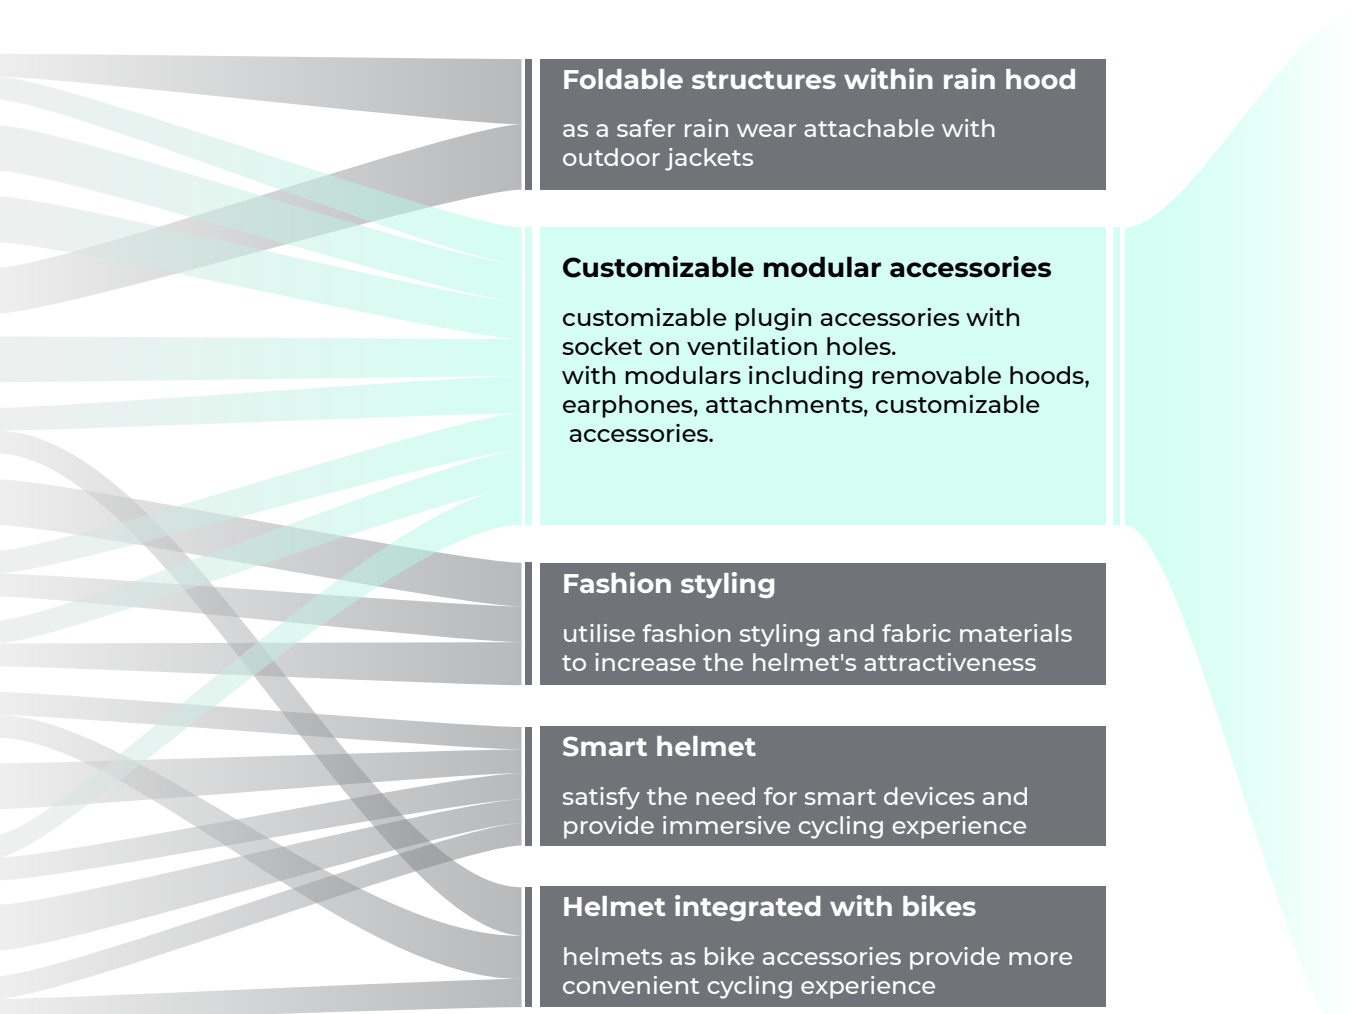 Foldable structures within rain hood
as a safer rain wear attachable with
outdoor jackets
Customizable modular accessories
customizable plugin accessories with
socket on ventilation holes.
with modulars including removable hoods,
earphones, attachments, customizable
accessories.
Fashion styling
utilise fashion styling and fabric materials
to increase the helmet's attractiveness
Smart helmet
satisfy the need for smart devices and
provide immersive cycling experience
Helmet integrated with bikes
helmets as bike accessories provide more
convenient cycling experience